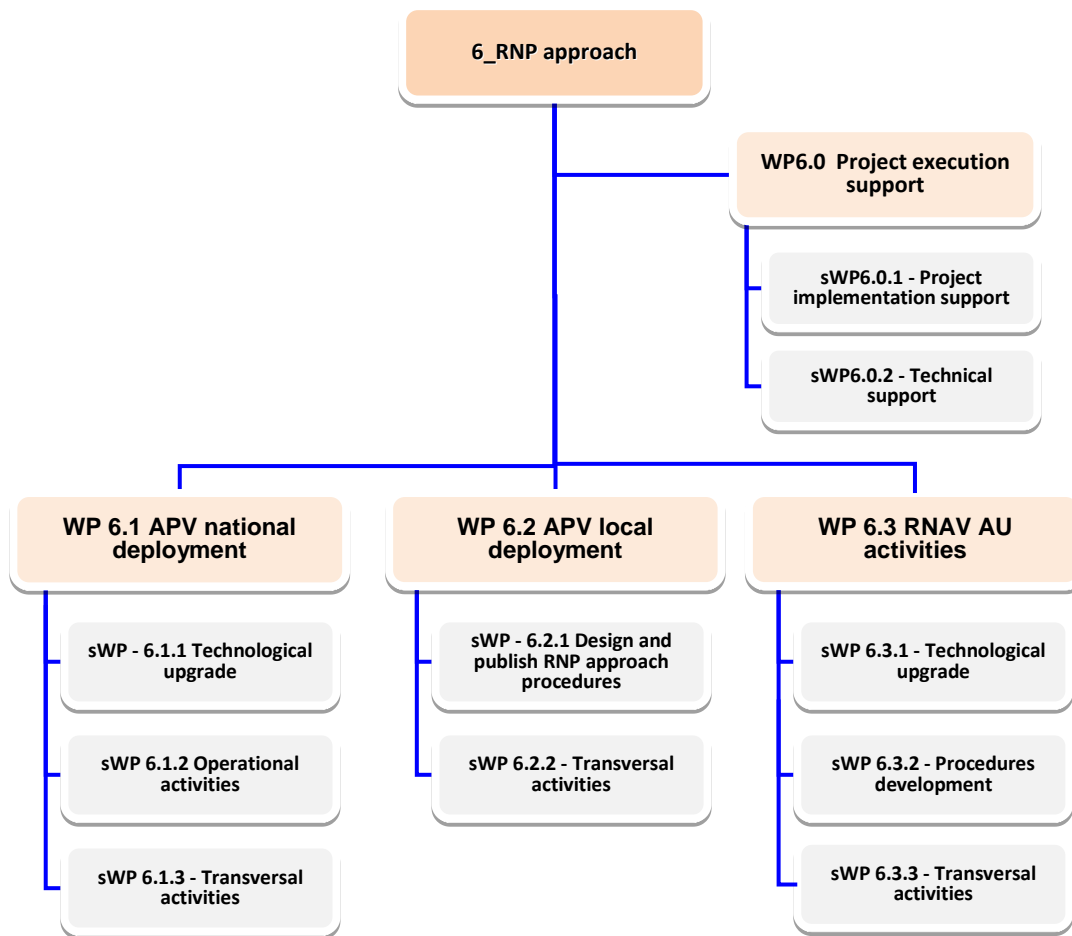 6_RNP approach
WP6.0 Project execution
support
sWP6.0.1 - Project
implementation support
sWP6.0.2 - Technical
support
WP 6.1 APV national
deployment
sWP - 6.1.1 Technological
upgrade
sWP 6.1.2 Operational
activities
sWP 6.1.3 - Transversal
activities
WP 6.2 APV local
deployment
sWP - 6.2.1 Design and
publish RNP approach
procedures
sWP 6.2.2 - Transversal
activities
WP 6.3 RNAV AU
activities
sWP 6.3.1 - Technological
upgrade
sWP 6.3.2 - Procedures
development
sWP 6.3.3 - Transversal
activities